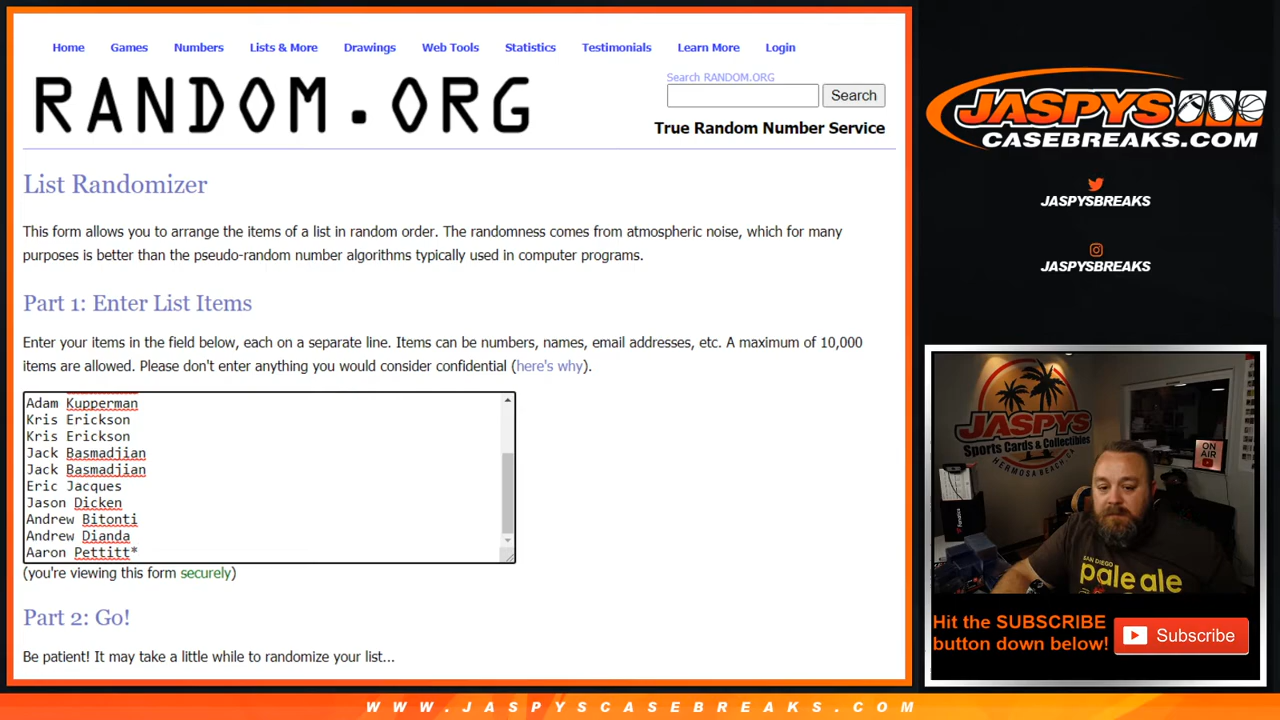 Home Games Numbers Lists & More Drawings Web Tools Statistics Testimonials Learn More Login
RANDOM.ORG
Search RANDOM.ORG
Search
True Random Number Service
List Randomizer
This form allows you to arrange the items of a list in random order. The randomness comes from atmospheric noise, which for many
purposes is better than the pseudo-random number algorithms typically used in computer programs.
Part 1: Enter List Items
Enter your items in the field below, each on a separate line. Items can be numbers, names, email addresses, etc. A maximum of 10,000
items are allowed. Please don't enter anything you would consider confidential (here's why).
Adam Kupperman
Kris Erickson
Kris Erickson
Jack Basmadjian
Jack Basmadjian
Eric Jacques
Jason Dicken
Andrew Bitonti
Andrew Dianda
Aaron Pettitt*
(you're viewing this form securely)
Part 2: Go!
Be patient! It may take a little while to randomize your list...
JASPYS
CASEBREAKS.COM
JASPYSBREAKS
JASPYSBREAKS
JASPYS
Sports Cards & Collectibles
HERMOSA BEACH, CA
ON
AIR
SAN DIEGO
pale ale
Hit the SUBSCRIBE
button down below!
Subscribe
WWW.JASPYSCASEBREAKS.COM